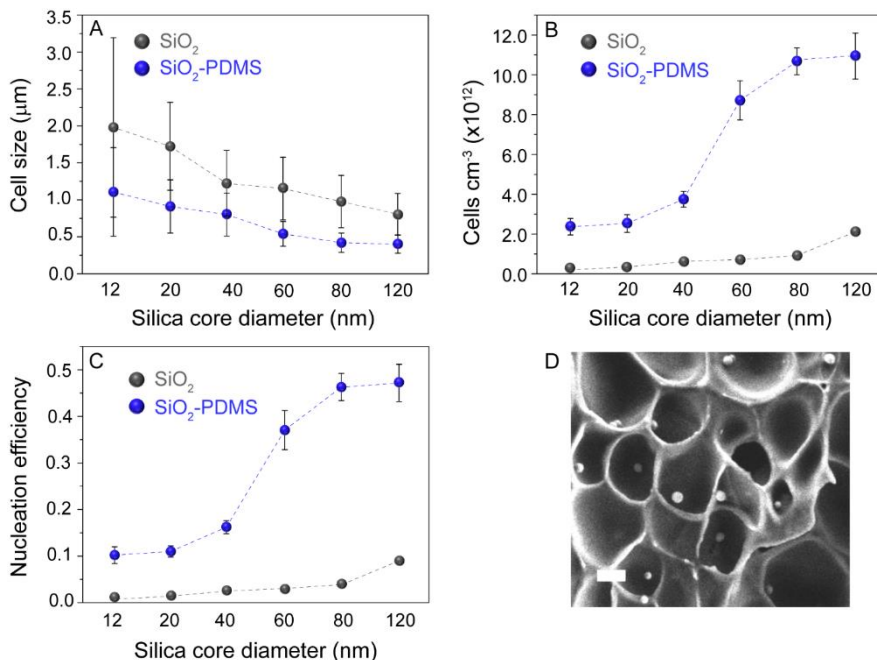 A
SiO₂
SiO₂-PDMS
Cell size (μm)
3.5
3.0
2.5
2.0
1.5
1.0
0.5
0.0
12 20 40 60 80 120
Silica core diameter (nm)
B
SiO₂
SiO₂-PDMS
Cells cm⁻³ (x10¹²)
12.0
10.0
8.0
6.0
4.0
2.0
0.0
12 20 40 60 80 120
Silica core diameter (nm)
C
SiO₂
SiO₂-PDMS
Nucleation efficiency
0.5
0.4
0.3
0.2
0.1
0.0
12 20 40 60 80 120
Silica core diameter (nm)
D